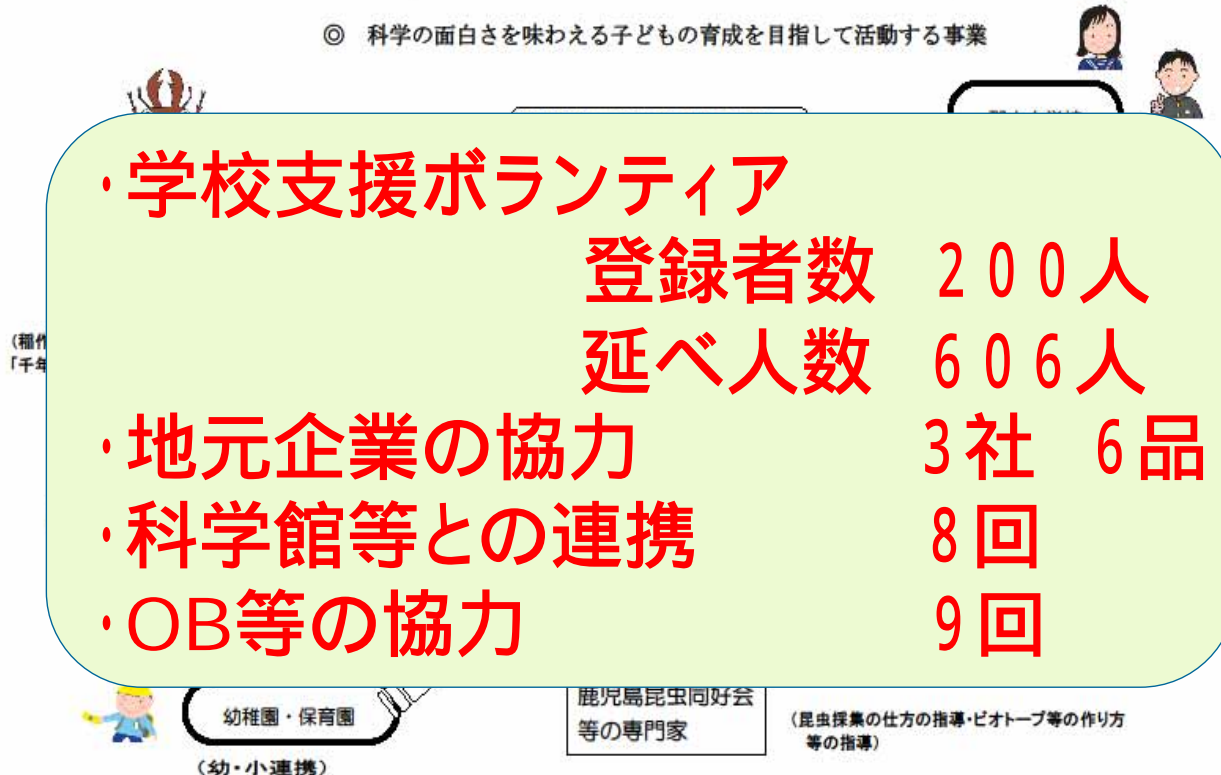 ◎ 科学の面白さを味わえる子どもの育成を目指して活動する事業
・学校支援ボランティア
登録者数 200人
延べ人数 606人
(稲作
「千年
・地元企業の協力 3社 6品
・科学館等との連携 8回
・OB等の協力 9回
幼稚園・保育園
(幼・小連携)
鹿児島昆虫同好会
等の専門家
(昆虫採集の仕方の指導・ビオトープ等の作り方
等の指導)